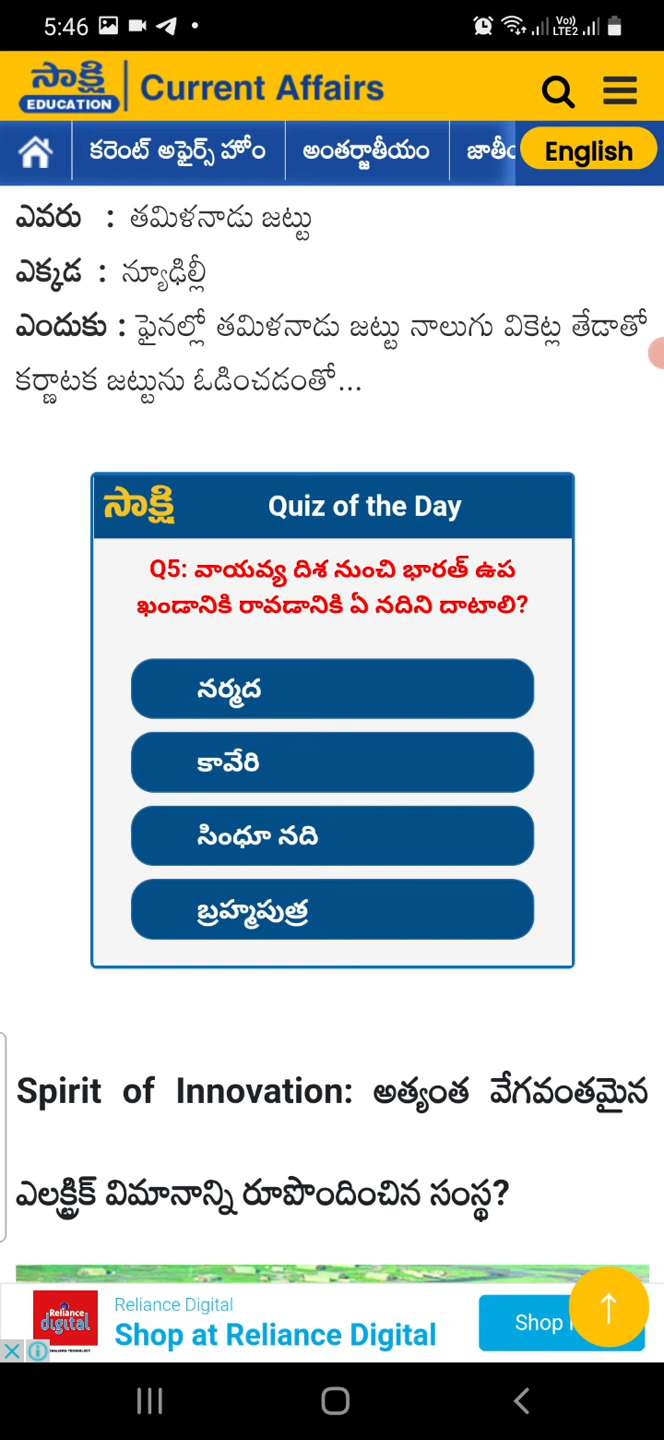 5:46
Vo)) LTE2
సాక్షి EDUCATION Current Affairs
కరెంట్ అఫైర్స్ హోం అంతర్జాతీయం English
ఎవరు : తమిళనాడు జట్టు
ఎక్కడ : న్యూఢిల్లీ
ఎందుకు : ఫైనల్లో తమిళనాడు జట్టు నాలుగు వికెట్ల తేడాతో
కర్ణాటక జట్టును ఓడించడంతో...
సాక్షి Quiz of the Day
Q5: వాయవ్య దిశ నుంచి భారత్ ఉప
ఖండానికి రావడానికి ఏ నదిని దాటాలి?
నర్మద
కావేరి
సింధూ నది
బ్రహ్మపుత్ర
Spirit of Innovation: అత్యంత వేగవంతమైన
ఎలక్ట్రిక్ విమానాన్ని రూపొందించిన సంస్థ?
Reliance digital
Reliance Digital
Shop at Reliance Digital
Shop